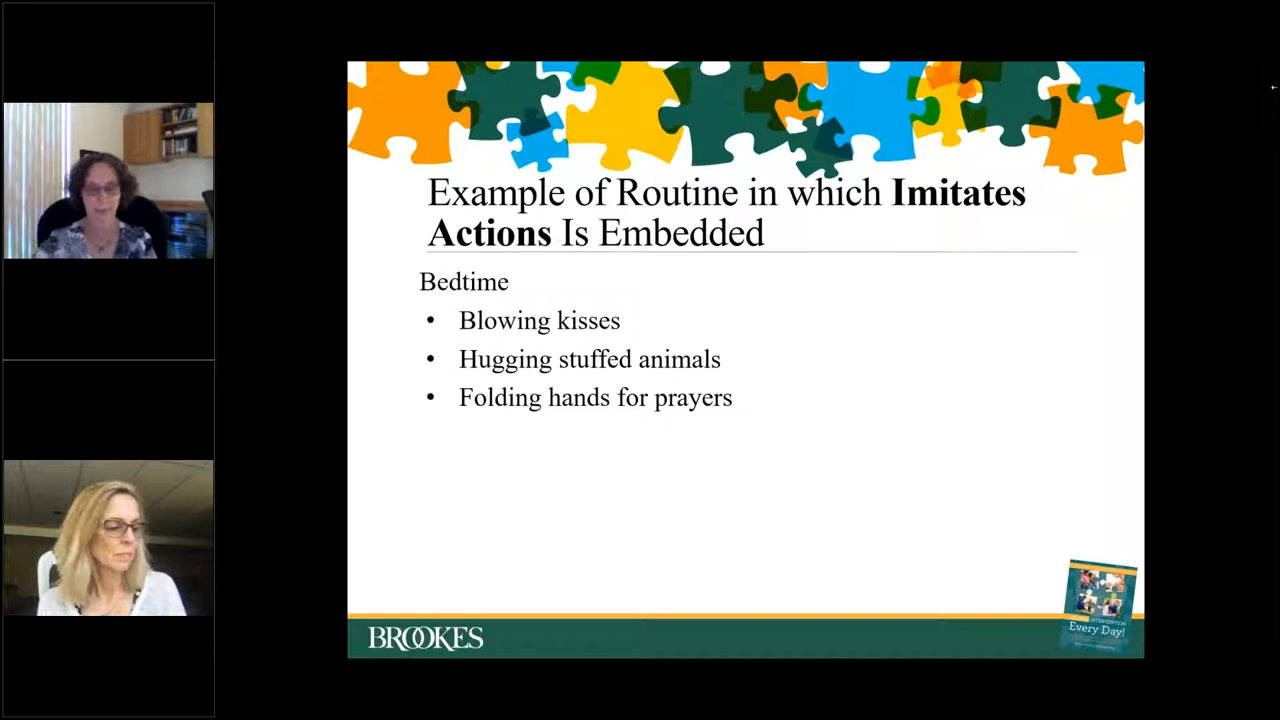 Example of Routine in which Imitates
Actions Is Embedded
Bedtime
• Blowing kisses
• Hugging stuffed animals
• Folding hands for prayers
BROOKES
INTERVENTION
Every Day!